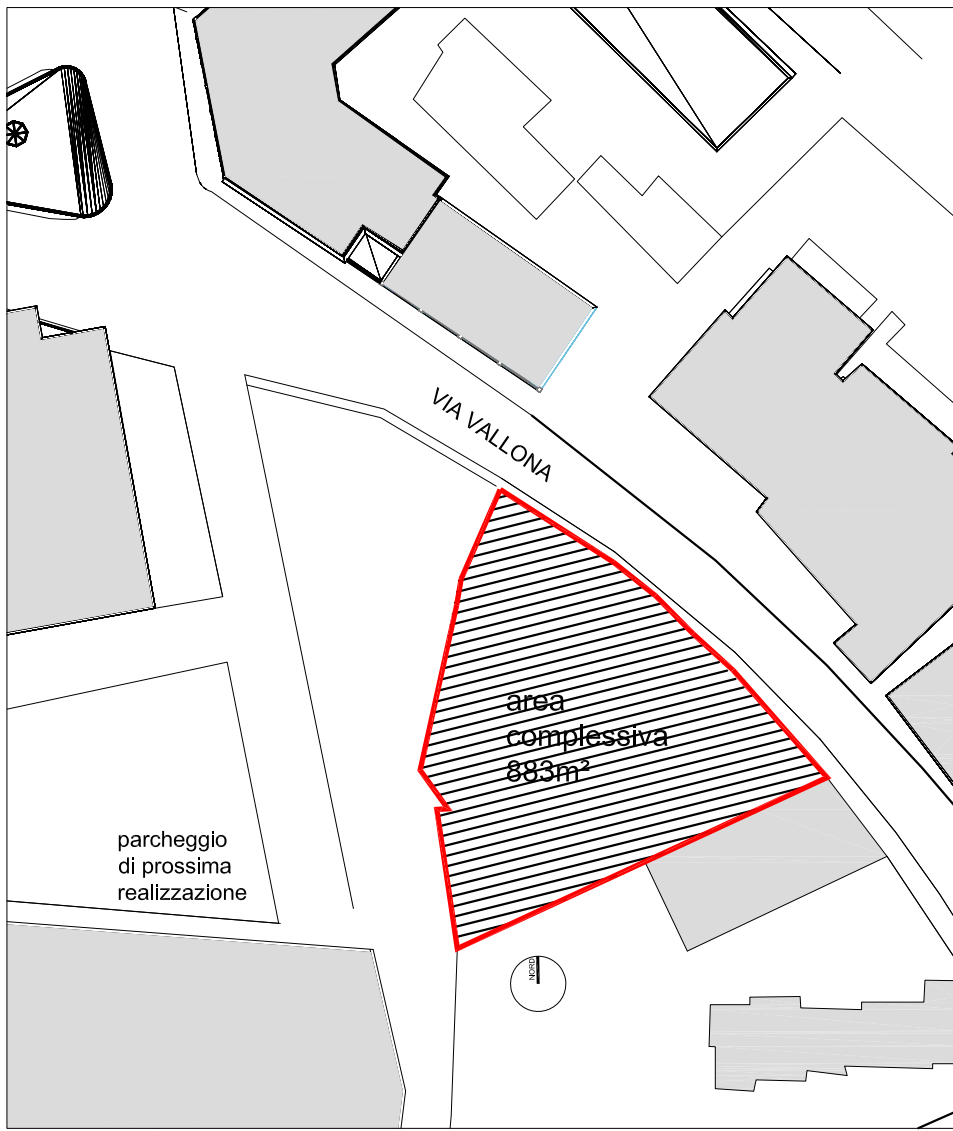 VIA VALLONA
area
complessiva
883m²
parcheggio
di prossima
realizzazione
NORD